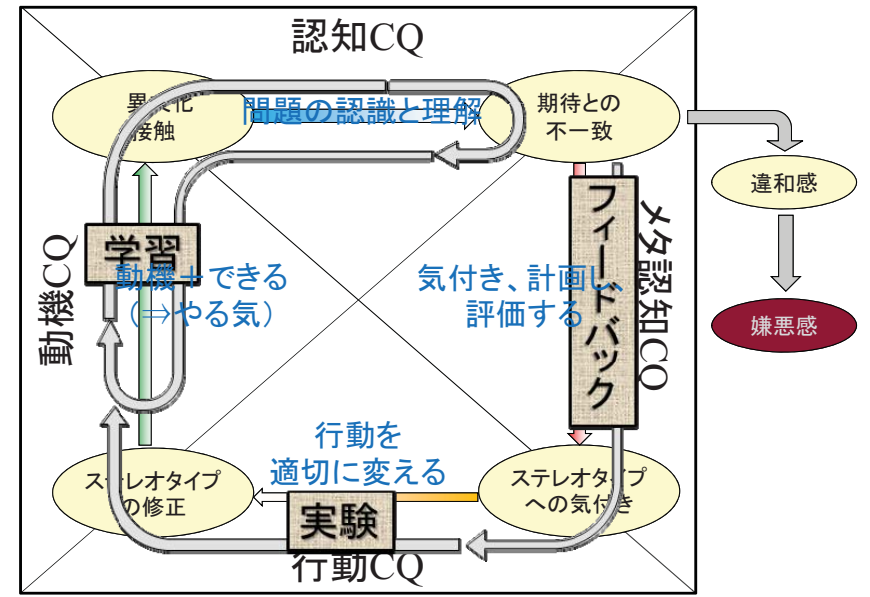 認知CQ
異文化
接触
問題の認識と理解
期待との
不一致
違和感
学習
動機CQ
動機+できる
(⇒やる気)
気付き、計画し、
評価する
フィードバック
メタ認知CQ
嫌悪感
行動を
適切に変える
ステレオタイプ
の修正
ステレオタイプ
への気付き
実験
行動CQ